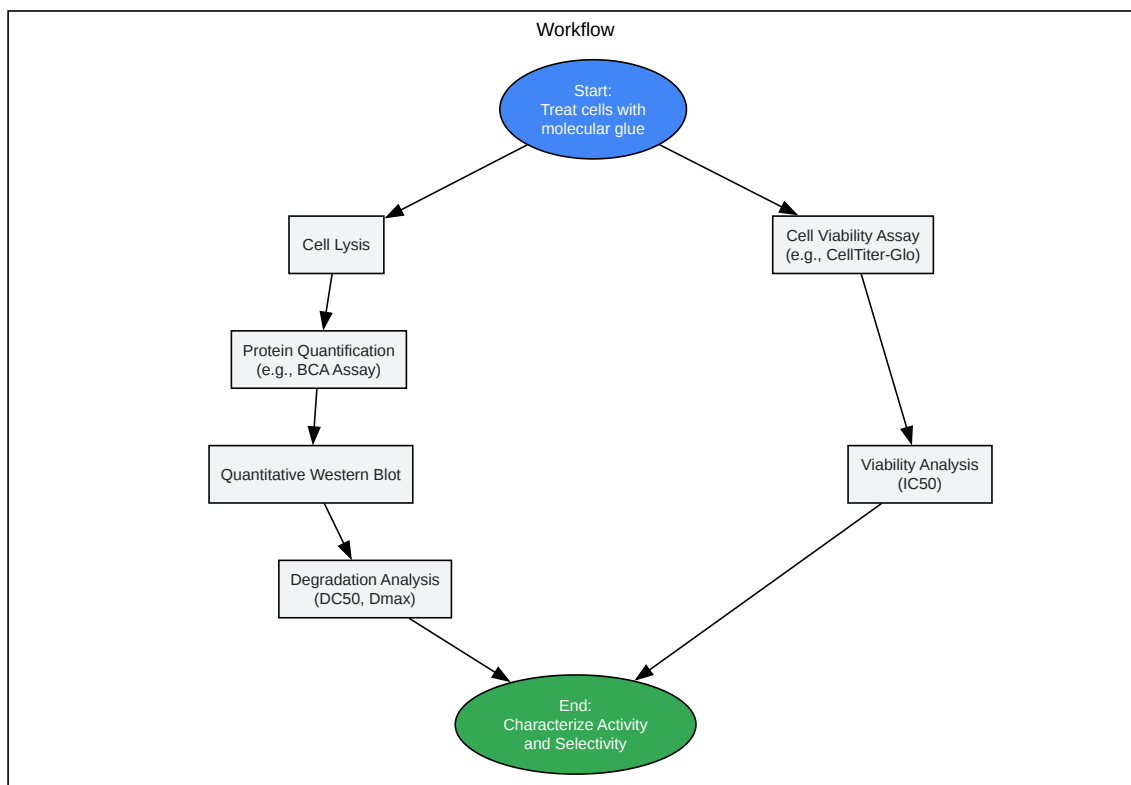 Workflow
Start:
Treat cells with
molecular glue
Cell Lysis
Cell Viability Assay
(e.g., CellTiter-Glo)
Protein Quantification
(e.g., BCA Assay)
Quantitative Western Blot
Viability Analysis
(IC50)
Degradation Analysis
(DC50, Dmax)
End:
Characterize Activity
and Selectivity